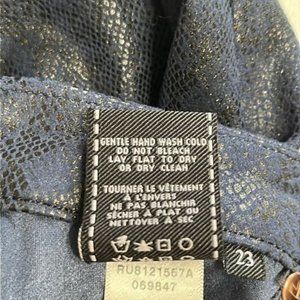 GENTLE HAND WASH COLD
DO NOT BLEACH
LAY FLAT TO DRY
OR DRY CLEAN
TOURNER LE VÊTEMENT
À L'ENVERS
NE PAS BLANCHIR
SÉCHER À PLAT OU
NETTOYER À SEC
23
RU8121567A
069847